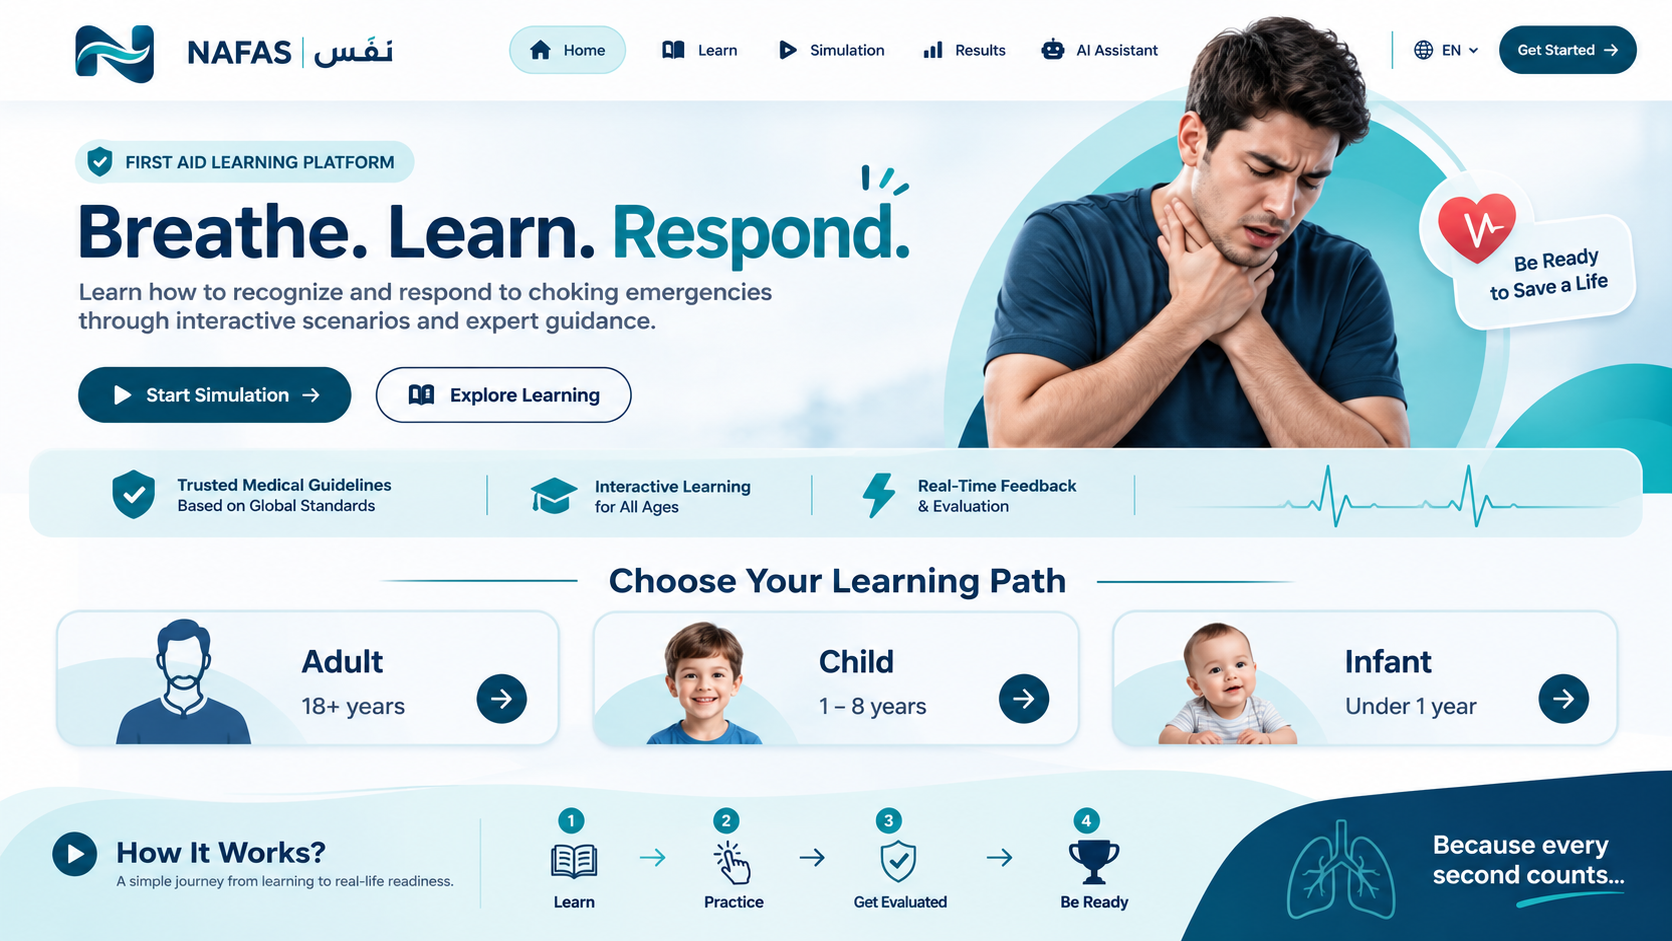 NAFAS | نَفَس
Home
Learn
Simulation
Results
AI Assistant
EN
Get Started →
FIRST AID LEARNING PLATFORM
Breathe. Learn. Respond.
Learn how to recognize and respond to choking emergencies
through interactive scenarios and expert guidance.
Start Simulation →
Explore Learning
Be Ready
to Save a Life
Trusted Medical Guidelines
Based on Global Standards
Interactive Learning
for All Ages
Real-Time Feedback
& Evaluation
Choose Your Learning Path
Adult
18+ years
Child
1 – 8 years
Infant
Under 1 year
How It Works?
A simple journey from learning to real-life readiness.
1
Learn
2
Practice
3
Get Evaluated
4
Be Ready
Because every
second counts...